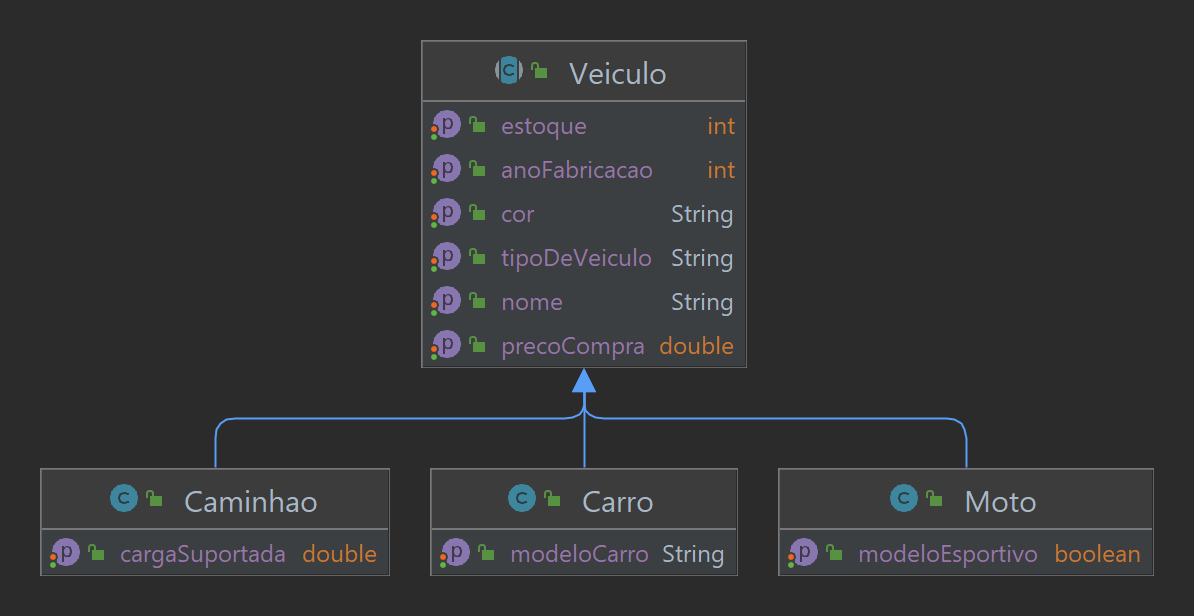 C Veiculo
p estoque int
p anoFabricacao int
p cor String
p tipoDeVeiculo String
p nome String
p precoCompra double
C Caminhao
p cargaSuportada double
C Carro
p modeloCarro String
C Moto
p modeloEsportivo boolean